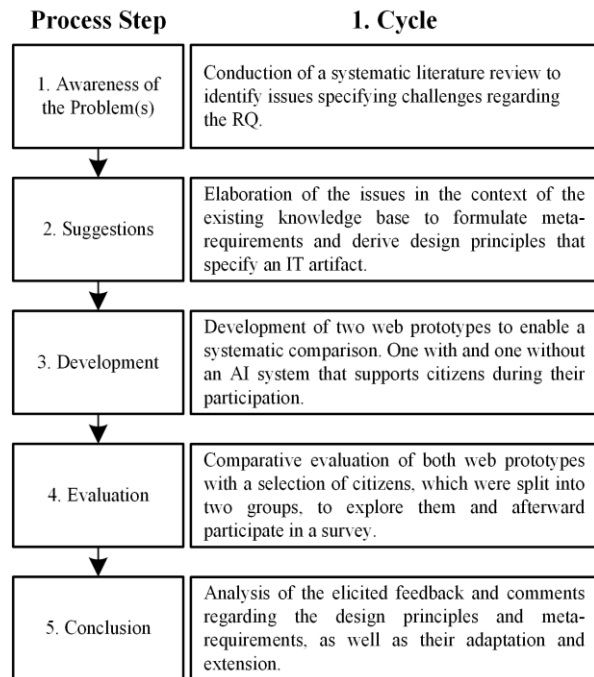 Process Step
1. Cycle
1. Awareness of
the Problem(s)
Conduction of a systematic literature review to
identify issues specifying challenges regarding
the RQ.
2. Suggestions
Elaboration of the issues in the context of the
existing knowledge base to formulate meta-
requirements and derive design principles that
specify an IT artifact.
3. Development
Development of two web prototypes to enable a
systematic comparison. One with and one without
an AI system that supports citizens during their
participation.
4. Evaluation
Comparative evaluation of both web prototypes
with a selection of citizens, which were split into
two groups, to explore them and afterward
participate in a survey.
5. Conclusion
Analysis of the elicited feedback and comments
regarding the design principles and meta-
requirements, as well as their adaptation and
extension.